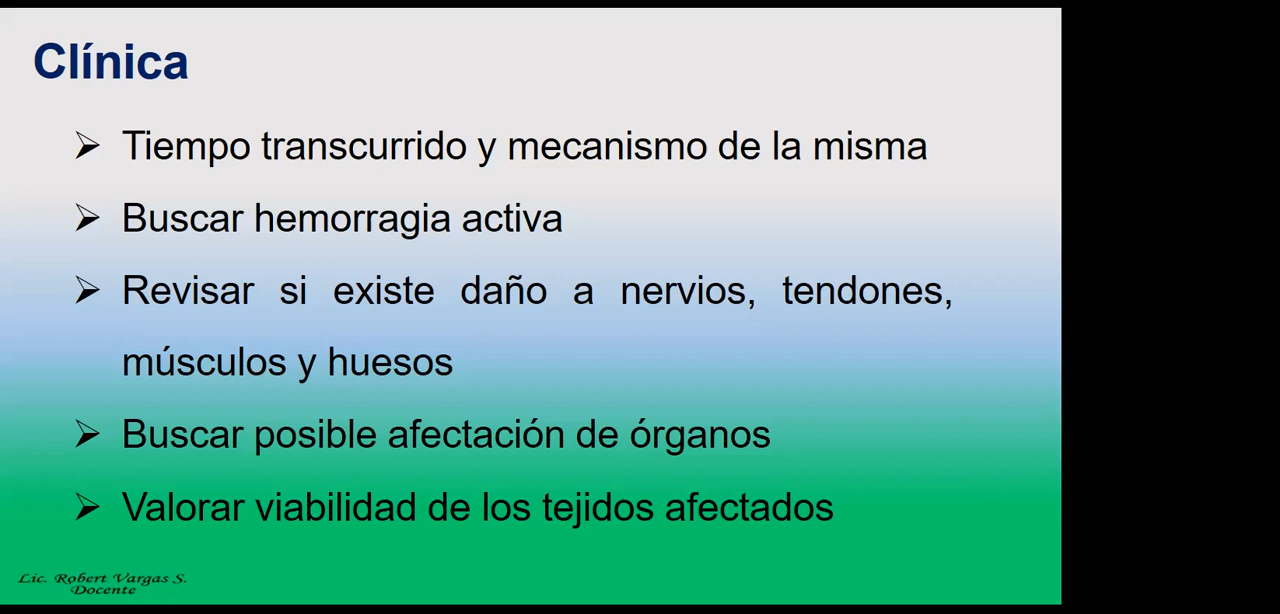 Clínica
➢ Tiempo transcurrido y mecanismo de la misma
➢ Buscar hemorragia activa
➢ Revisar si existe daño a nervios, tendones,
músculos y huesos
➢ Buscar posible afectación de órganos
➢ Valorar viabilidad de los tejidos afectados
Lic. Robert Vargas S.
Docente